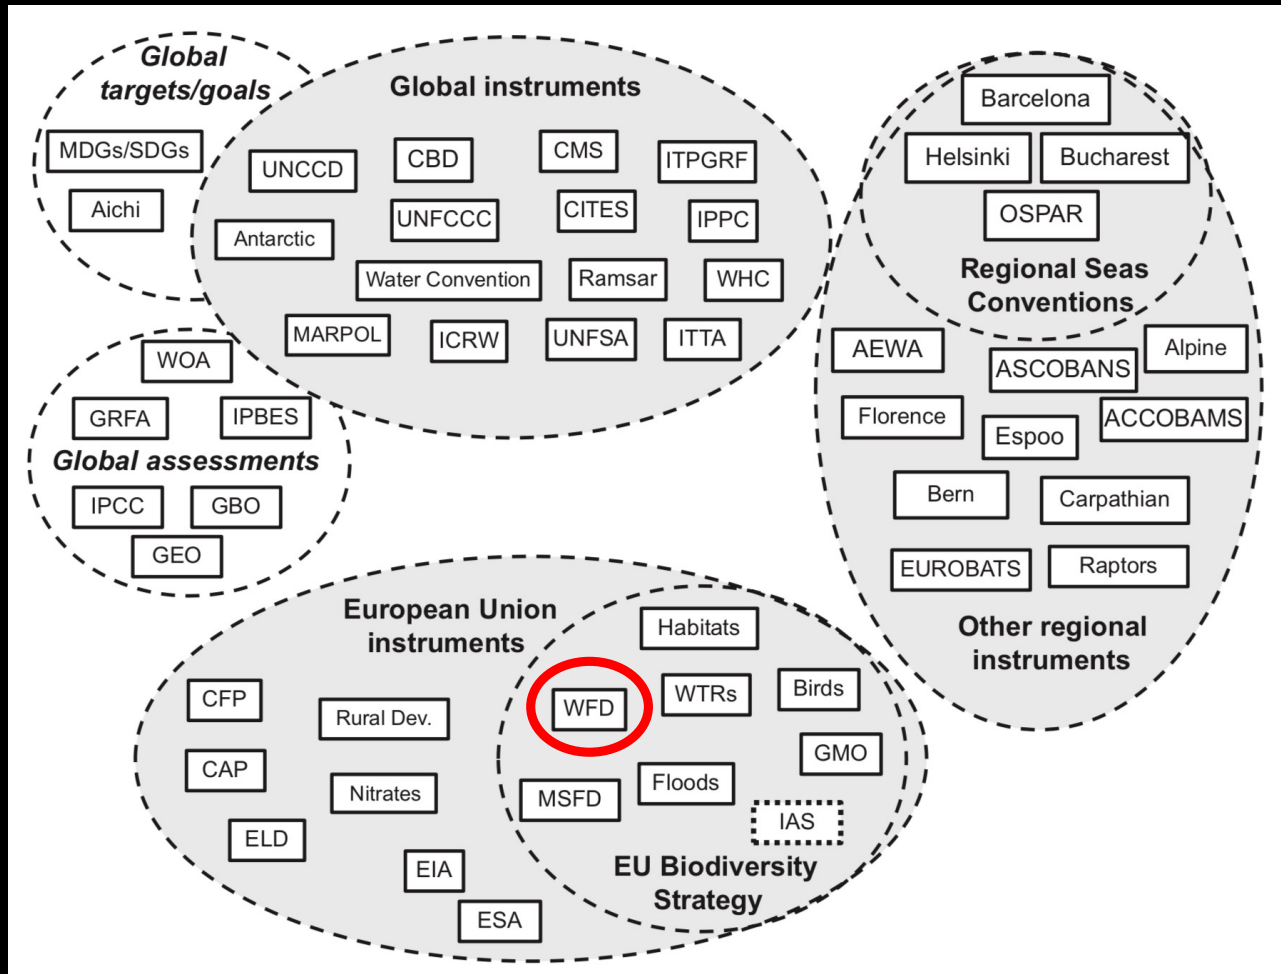 Global
targets/goals
MDGs/SDGs
Aichi
Global instruments
UNCCD
CBD
CMS
ITPGRF
Antarctic
UNFCCC
CITES
IPPC
Water Convention
Ramsar
WHC
MARPOL
ICRW
UNFSA
ITTA
Barcelona
Helsinki
Bucharest
OSPAR
Regional Seas
Conventions
AEWA
ASCOBANS
Alpine
Florence
Espoo
ACCOBAMS
Bern
Carpathian
EUROBATS
Raptors
Other regional
instruments
WOA
GRFA
IPBES
Global assessments
IPCC
GBO
GEO
European Union
instruments
CFP
Rural Dev.
CAP
Nitrates
ELD
EIA
ESA
Habitats
WFD
WTRs
Birds
GMO
MSFD
Floods
IAS
EU Biodiversity
Strategy